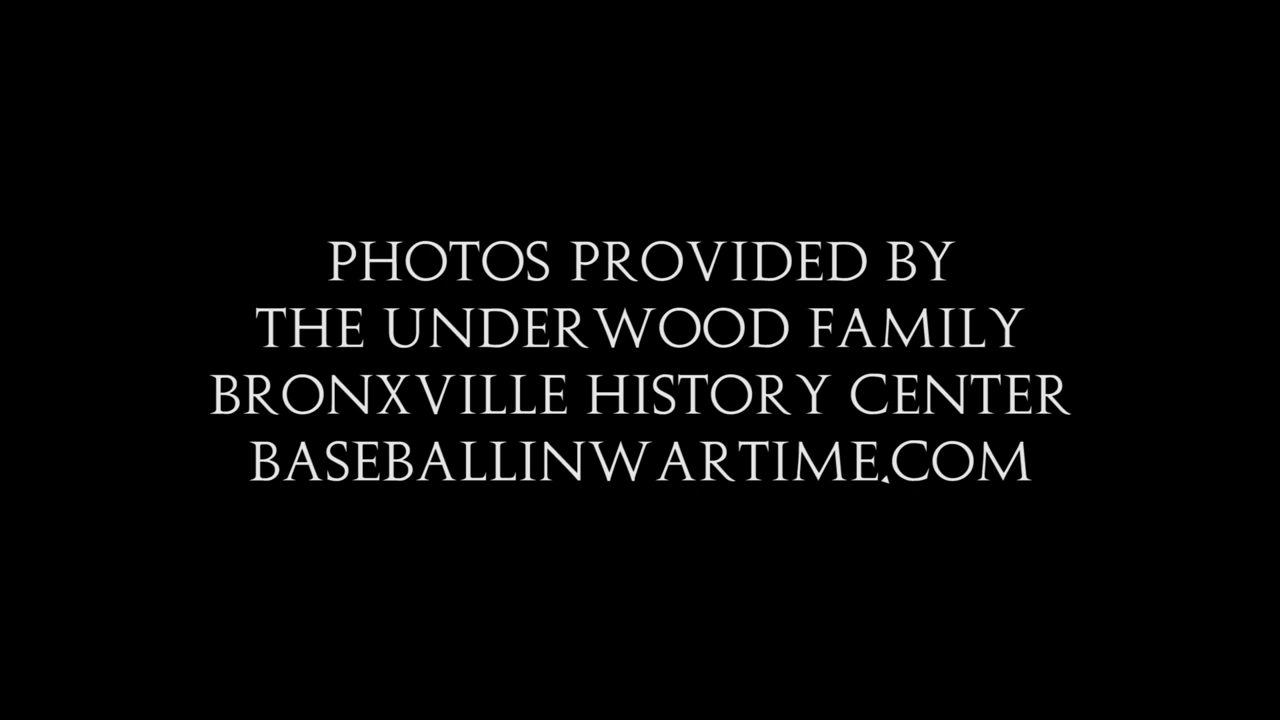 PHOTOS PROVIDED BY
THE UNDERWOOD FAMILY
BRONXVILLE HISTORY CENTER
BASEBALLINWARTIME.COM